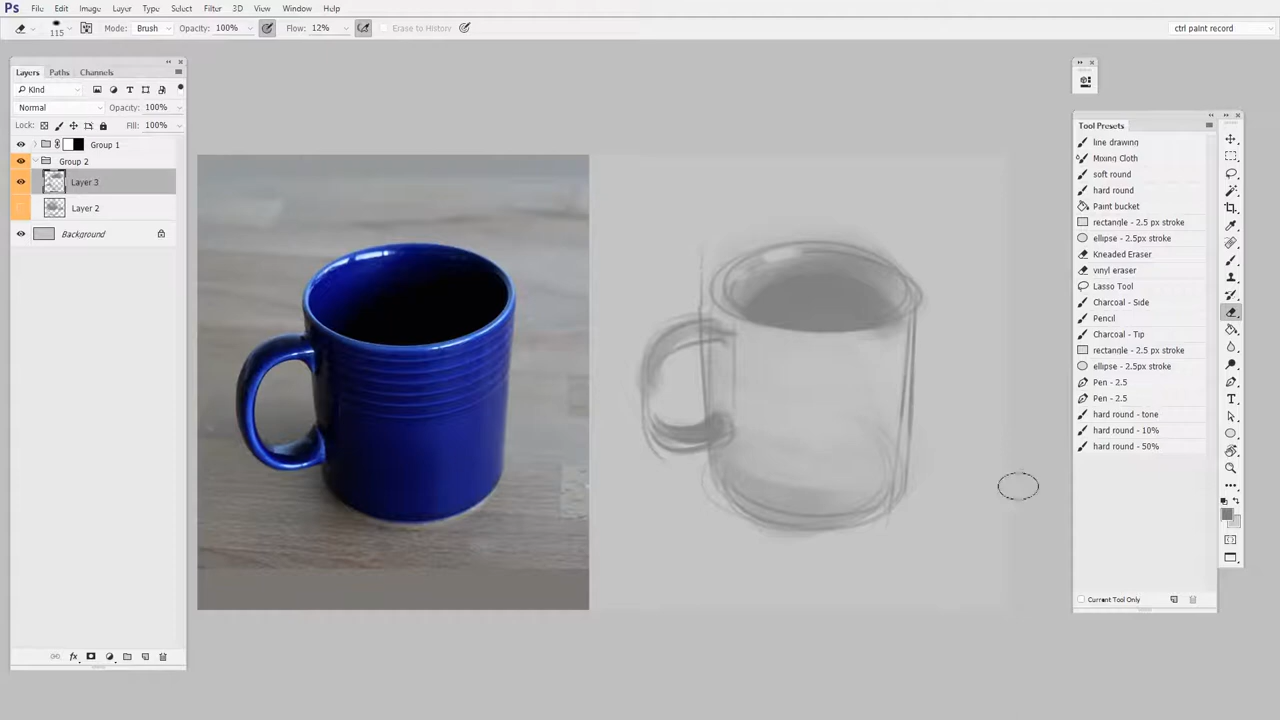 Ps File Edit Image Layer Type Select Filter 3D View Window Help
115 Mode: Brush Opacity: 100% Flow: 12% Erase to History ctrl paint record
Layers Paths Channels
Kind
Normal Opacity: 100%
Lock: Fill: 100%
Group 1
Group 2
Layer 3
Layer 2
Background
Tool Presets
line drawing
Mixing Cloth
soft round
hard round
Paint bucket
rectangle - 2.5 px stroke
ellipse - 2.5px stroke
Kneaded Eraser
vinyl eraser
Lasso Tool
Charcoal - Side
Pencil
Charcoal - Tip
rectangle - 2.5 px stroke
ellipse - 2.5px stroke
Pen - 2.5
Pen - 2.5
hard round - tone
hard round - 10%
hard round - 50%
Current Tool Only